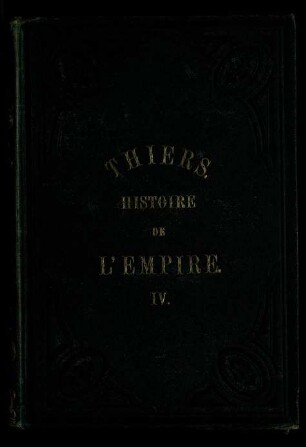 THIERS.
HISTOIRE
DE
L'EMPIRE.
IV.